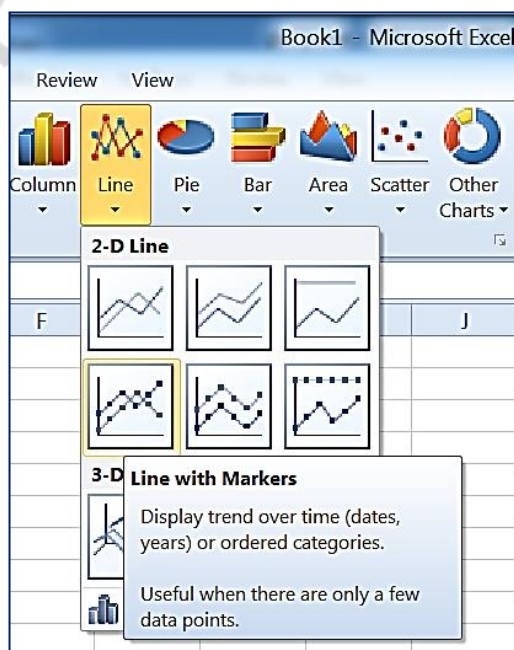 Book1 - Microsoft Excel
Review View
Column Line Pie Bar Area Scatter Other
Charts
2-D Line
F J
3-D
Line with Markers
Display trend over time (dates,
years) or ordered categories.
Useful when there are only a few
data points.